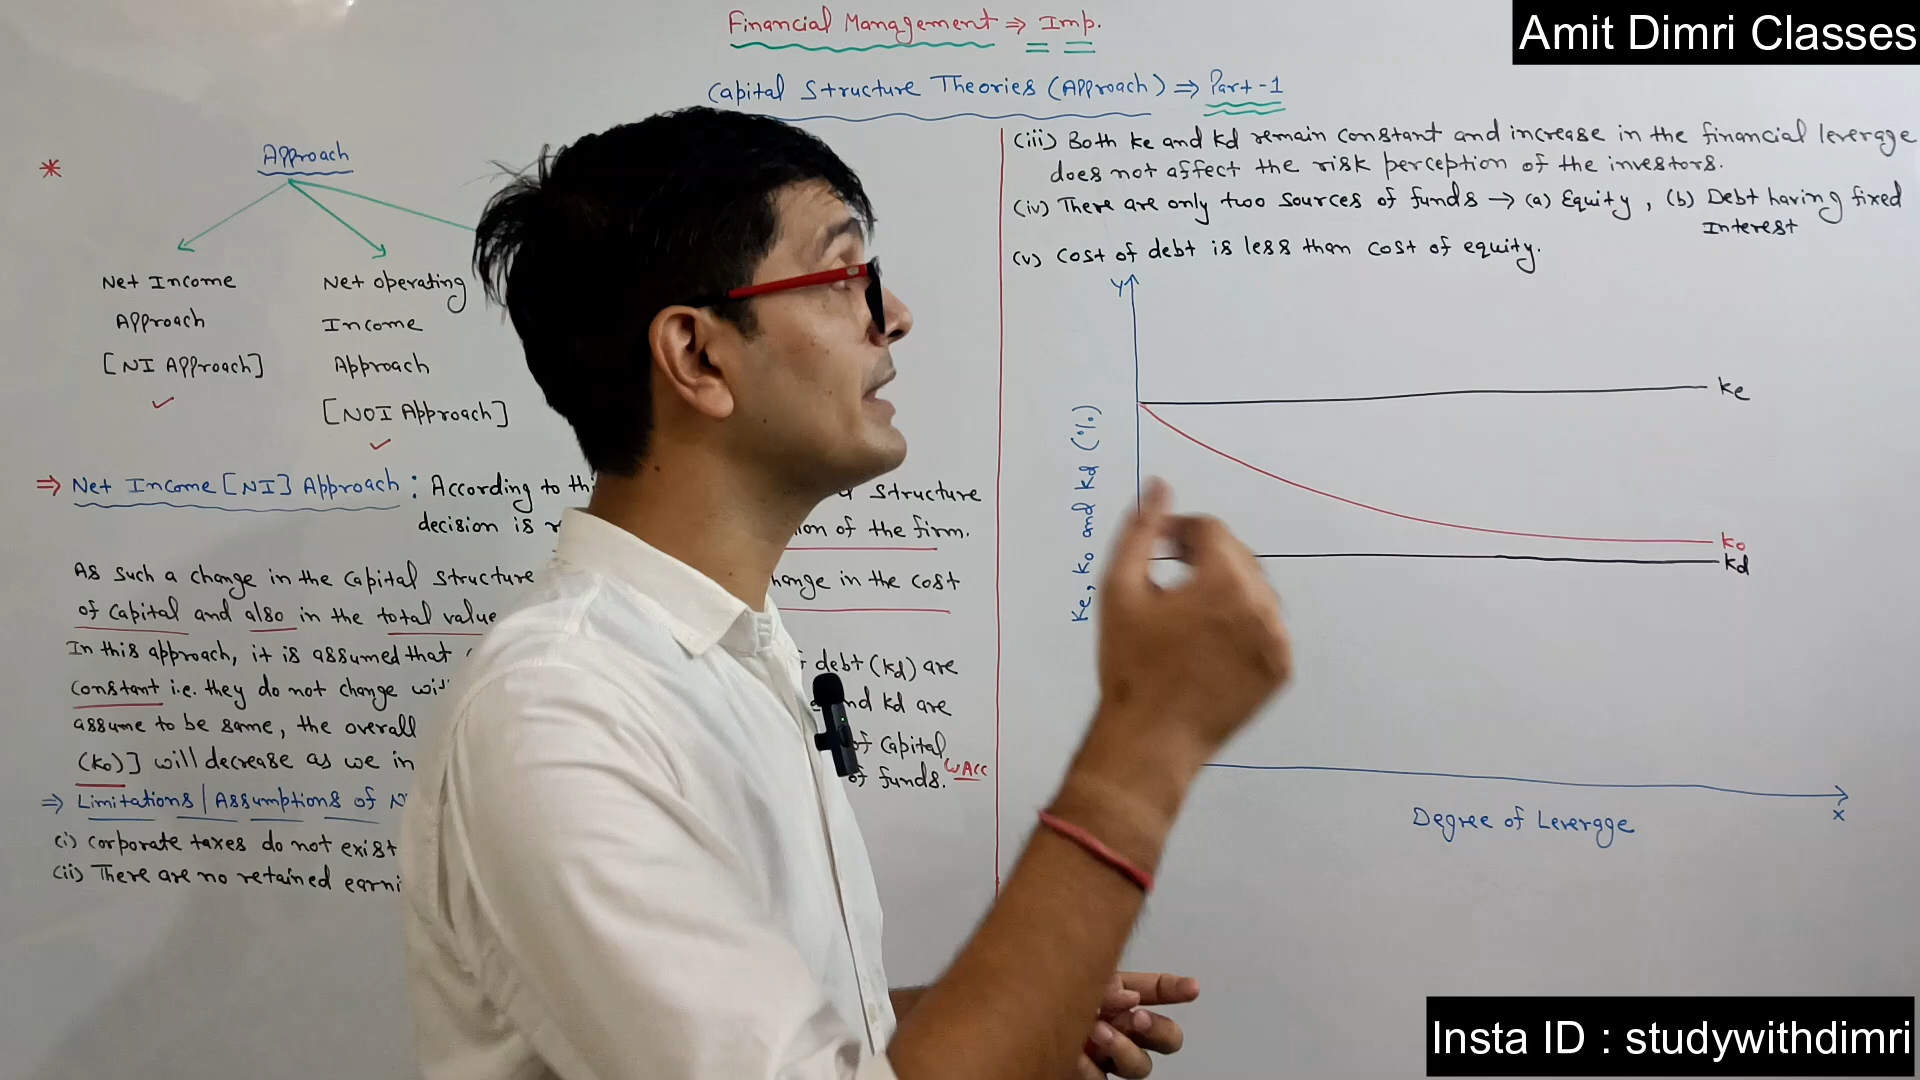 Financial Management ⇒ Imp.
Amit Dimri Classes
Capital Structure Theories (Approach) ⇒ Part-1
* Approach
Net Income
Approach
[NI Approach]
✓
Net operating
Income
Approach
[NOI Approach]
✓
⇒ Net Income [NI] Approach : According to thi structure
decision is ion of the firm.
As such a change in the capital structure hange in the cost
of capital and also in the total value
In this approach, it is assumed that debt (kd) are
constant i.e. they do not change nd kd are
assume to be same, the overall of capital
(ko)] will decrease as we in of funds. WACC
⇒ Limitations | Assumptions of N
(i) corporate taxes do not exist
(ii) There are no retained earni
(iii) Both ke and kd remain constant and increase in the financial leverage
does not affect the risk perception of the investors.
(iv) There are only two sources of funds → (a) Equity , (b) Debt having fixed
Interest
(v) cost of debt is less than cost of equity.
Y
ke, ko and kd (%)
ke
ko
kd
X
Degree of Leverage
Insta ID : studywithdimri